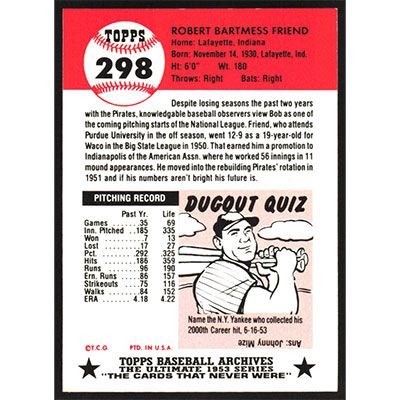 TOPPS
298
ROBERT BARTMESS FRIEND
Home: Lafayette, Indiana
Born: November 14, 1930, Lafayette, Ind.
Ht: 6'0" Wt: 180
Throws: Right Bats: Right
Despite losing seasons the past two years
with the Pirates, knowledgable baseball observers view Bob as one
of the coming pitching starts of the National League. Friend, who attends
Purdue University in the off season, went 12-9 as a 19-year-old for
Waco in the Big State League in 1950. That earned him a promotion to
Indianapolis of the American Assn. where he worked 56 innings in 11
mound appearances. He moved into the rebuilding Pirates' rotation in
1951 and if his numbers aren't bright his future is.
PITCHING RECORD
Past Yr. Life
Games 35 69
Inn. Pitched 185 335
Won 7 13
Lost 17 27
Pct. .292 .325
Hits 186 359
Runs 96 190
Ern. Runs 86 157
Strikeouts 75 116
Walks 84 152
ERA 4.18 4.22
DUGOUT QUIZ
Name the N.Y. Yankee who collected his
2000th Career hit, 6-16-53
Ans: Johnny Mize
©T.C.G. PTD. IN U.S.A.
TOPPS BASEBALL ARCHIVES
THE ULTIMATE 1953 SERIES
"THE CARDS THAT NEVER WERE"